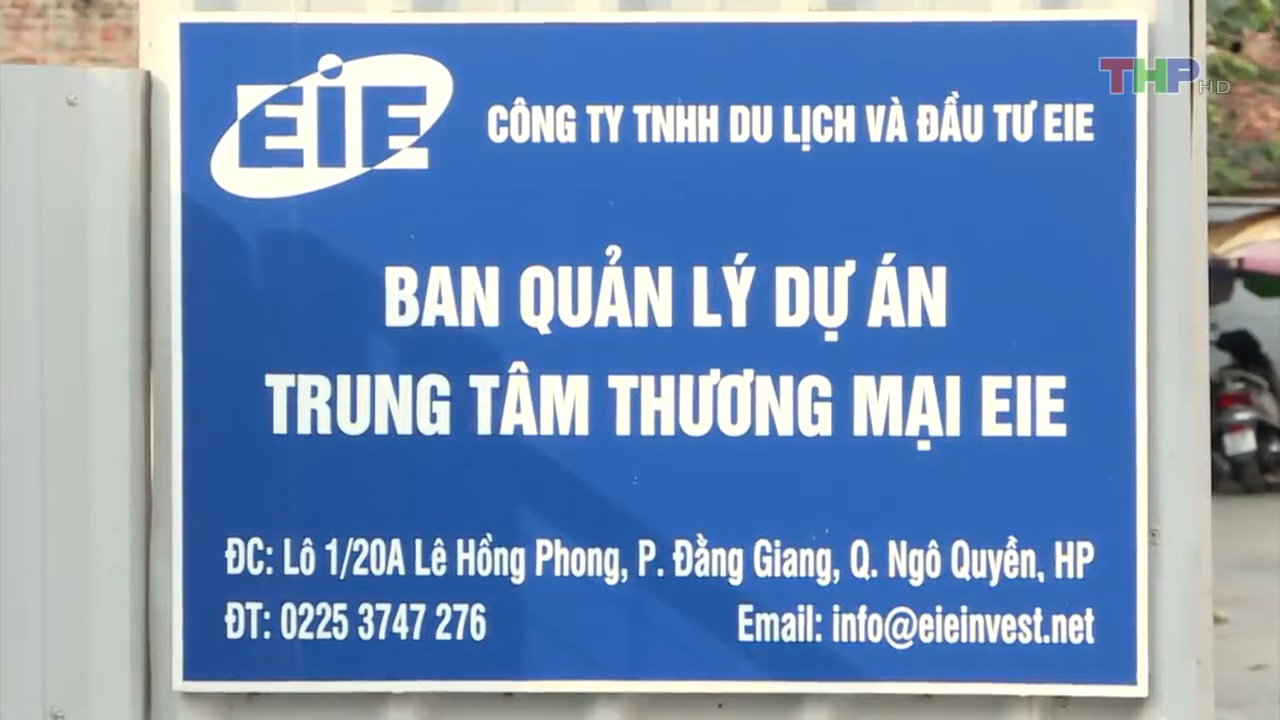 THP HD
EiE
CÔNG TY TNHH DU LỊCH VÀ ĐẦU TƯ EIE
BAN QUẢN LÝ DỰ ÁN
TRUNG TÂM THƯƠNG MẠI EIE
ĐC: Lô 1/20A Lê Hồng Phong, P. Đằng Giang, Q. Ngô Quyền, HP
ĐT: 0225 3747 276
Email: info@eieinvest.net